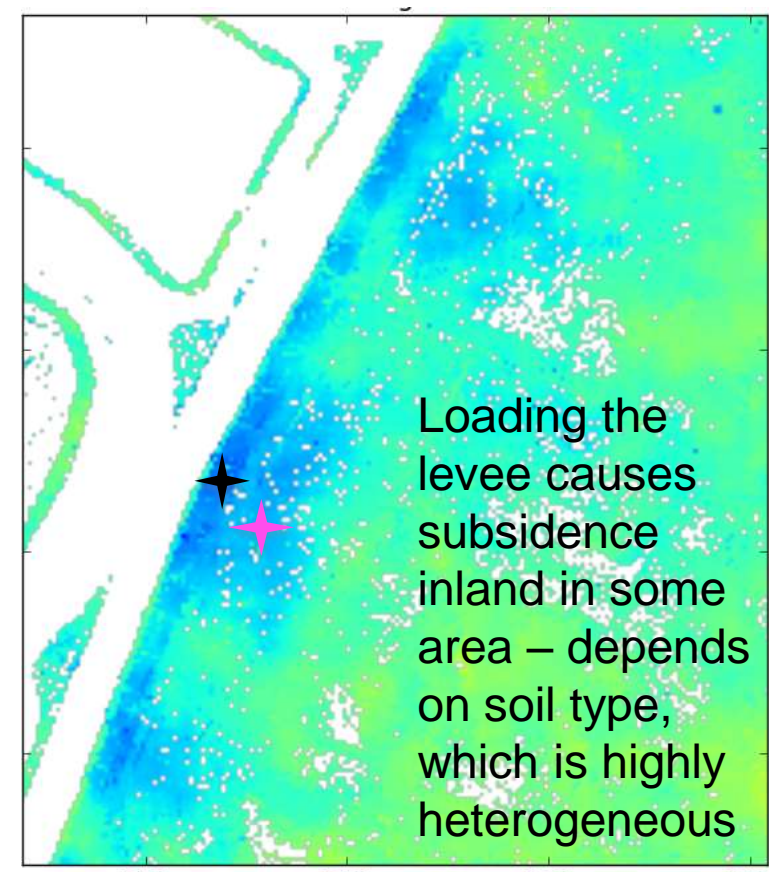 Loading the
levee causes
subsidence
inland in some
area – depends
on soil type,
which is highly
heterogeneous